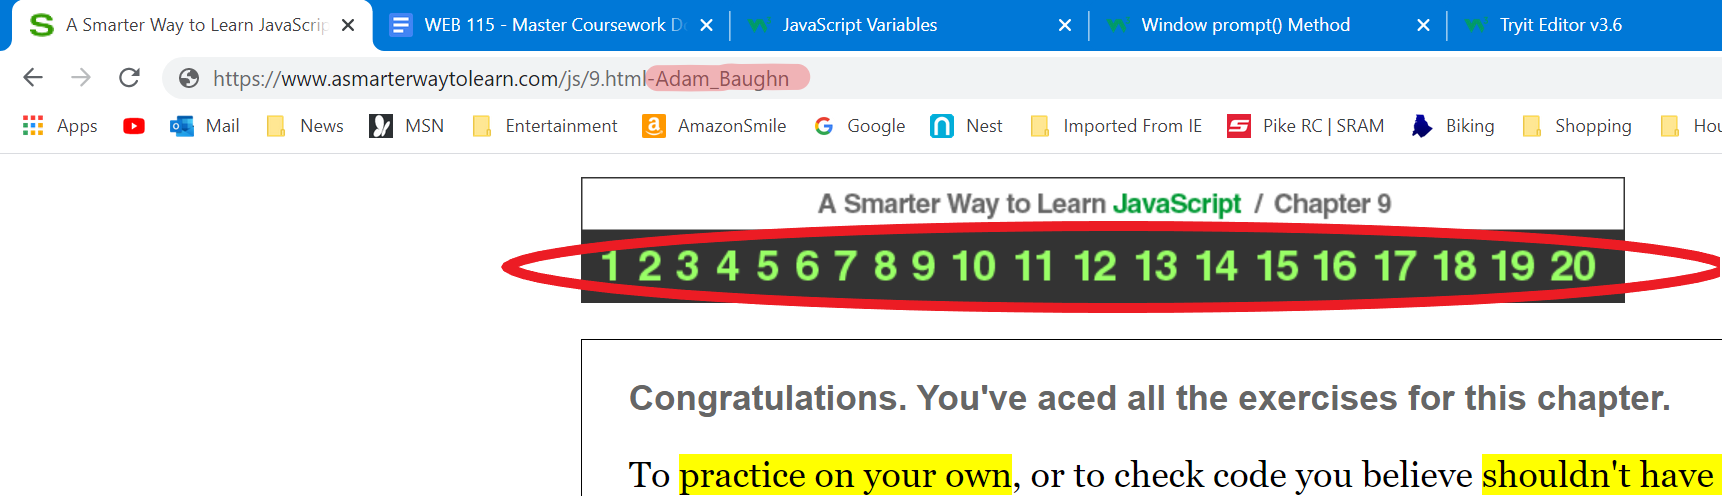 A Smarter Way to Learn JavaScrip WEB 115 - Master Coursework D JavaScript Variables Window prompt() Method Tryit Editor v3.6
https://www.asmarterwaytolearn.com/js/9.html-Adam_Baughn
Apps Mail News MSN Entertainment AmazonSmile Google Nest Imported From IE Pike RC | SRAM Biking Shopping Hou
A Smarter Way to Learn JavaScript / Chapter 9
1 2 3 4 5 6 7 8 9 10 11 12 13 14 15 16 17 18 19 20
Congratulations. You've aced all the exercises for this chapter.
To practice on your own, or to check code you believe shouldn't have